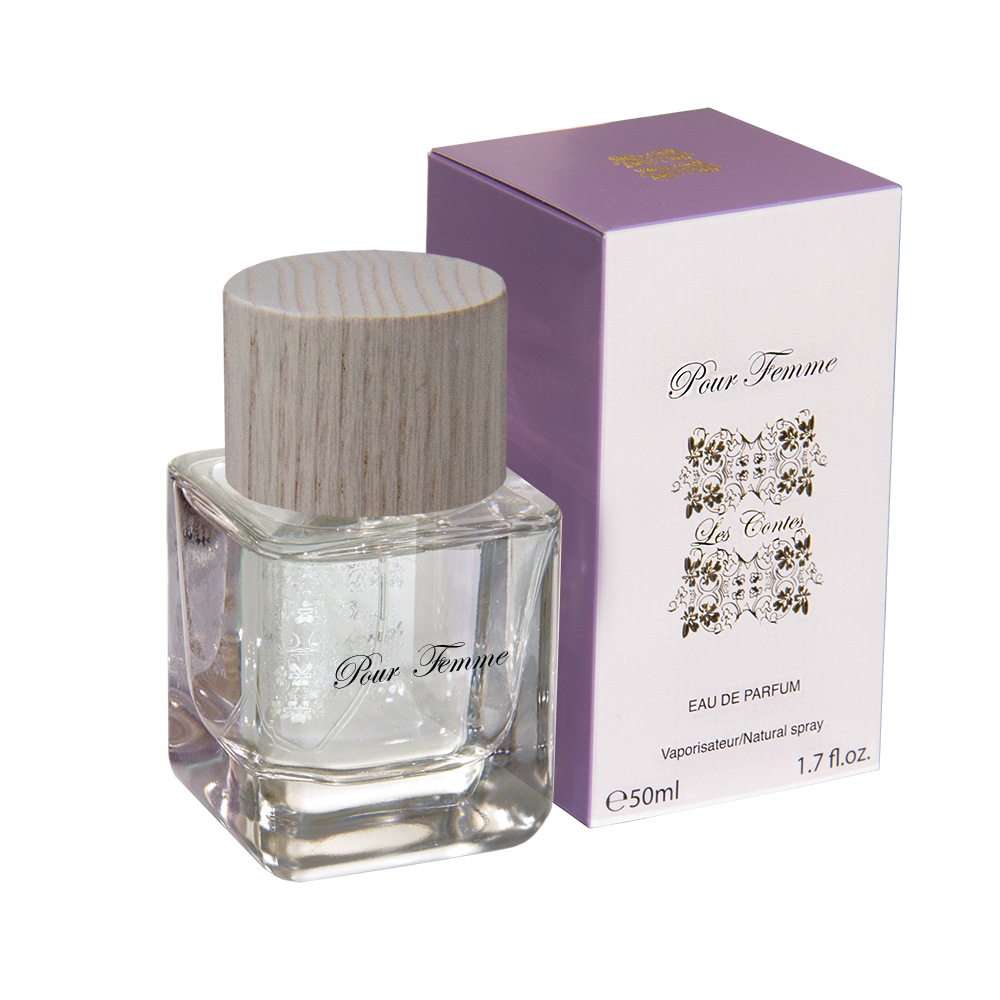 Pour Femme
Les Contes
EAU DE PARFUM
Vaporisateur/Natural spray
℮50ml
1.7 fl.oz.
Pour Femme